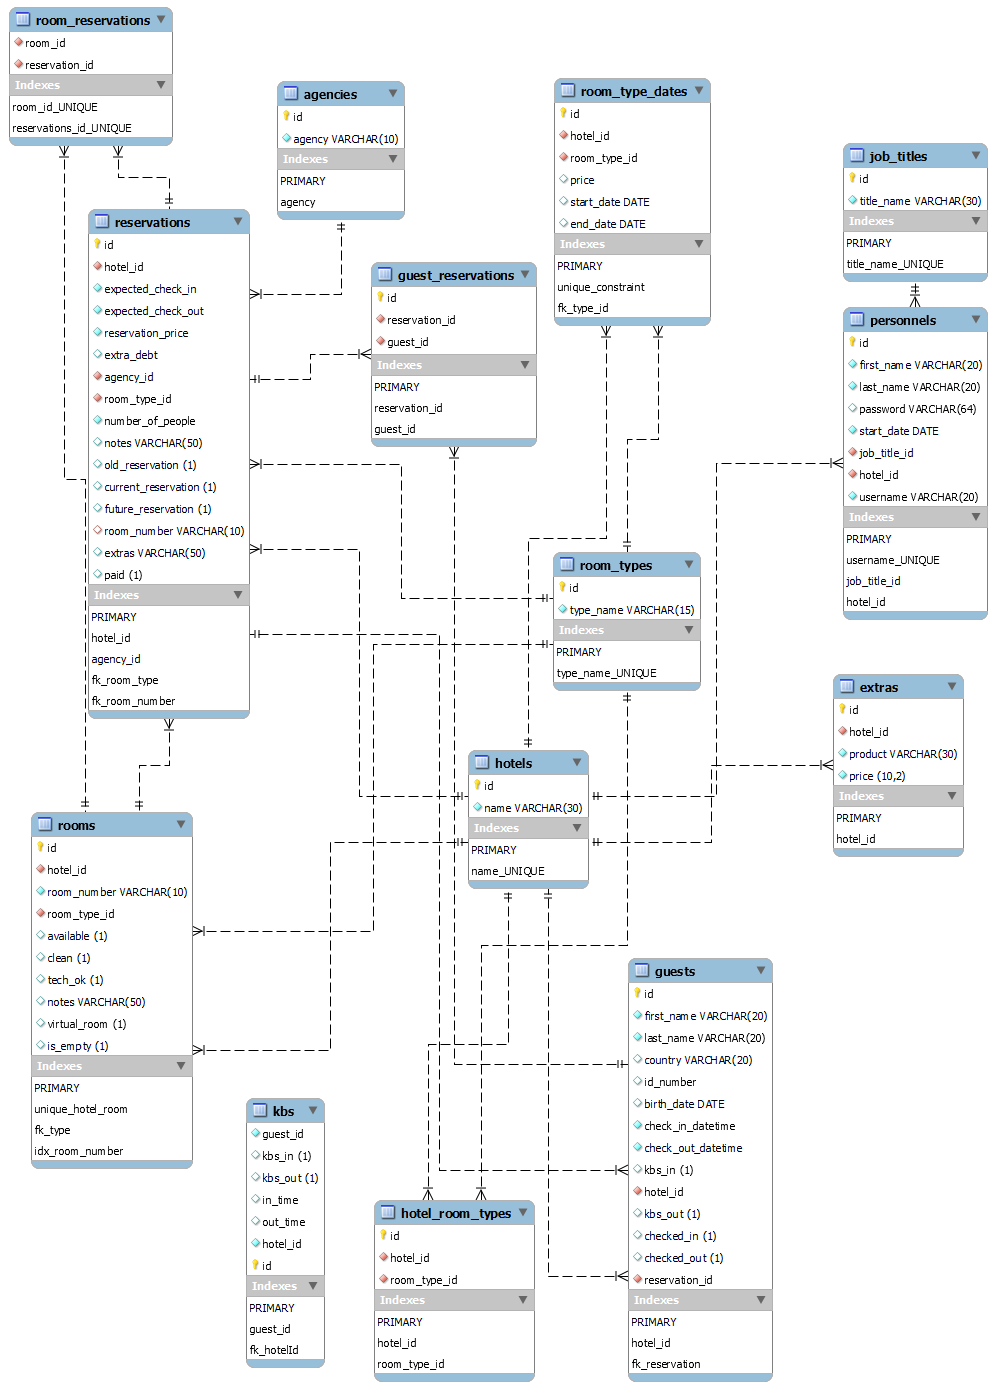 room_reservations
room_id
reservation_id
Indexes
room_id_UNIQUE
reservations_id_UNIQUE
agencies
id
agency VARCHAR(10)
Indexes
PRIMARY
agency
room_type_dates
id
hotel_id
room_type_id
price
start_date DATE
end_date DATE
Indexes
PRIMARY
unique_constraint
fk_type_id
job_titles
id
title_name VARCHAR(30)
Indexes
PRIMARY
title_name_UNIQUE
reservations
id
hotel_id
expected_check_in
expected_check_out
reservation_price
extra_debt
agency_id
room_type_id
number_of_people
notes VARCHAR(50)
old_reservation (1)
current_reservation (1)
future_reservation (1)
room_number VARCHAR(10)
extras VARCHAR(50)
paid (1)
Indexes
PRIMARY
hotel_id
agency_id
fk_room_type
fk_room_number
guest_reservations
id
reservation_id
guest_id
Indexes
PRIMARY
reservation_id
guest_id
personnels
id
first_name VARCHAR(20)
last_name VARCHAR(20)
password VARCHAR(64)
start_date DATE
job_title_id
hotel_id
username VARCHAR(20)
Indexes
PRIMARY
username_UNIQUE
job_title_id
hotel_id
room_types
id
type_name VARCHAR(15)
Indexes
PRIMARY
type_name_UNIQUE
extras
id
hotel_id
product VARCHAR(30)
price (10,2)
Indexes
PRIMARY
hotel_id
hotels
id
name VARCHAR(30)
Indexes
PRIMARY
name_UNIQUE
rooms
id
hotel_id
room_number VARCHAR(10)
room_type_id
available (1)
clean (1)
tech_ok (1)
notes VARCHAR(50)
virtual_room (1)
is_empty (1)
Indexes
PRIMARY
unique_hotel_room
fk_type
idx_room_number
guests
id
first_name VARCHAR(20)
last_name VARCHAR(20)
country VARCHAR(20)
id_number
birth_date DATE
check_in_datetime
check_out_datetime
kbs_in (1)
hotel_id
kbs_out (1)
checked_in (1)
checked_out (1)
reservation_id
Indexes
PRIMARY
hotel_id
fk_reservation
kbs
guest_id
kbs_in (1)
kbs_out (1)
in_time
out_time
hotel_id
id
Indexes
PRIMARY
guest_id
fk_hotelId
hotel_room_types
id
hotel_id
room_type_id
Indexes
PRIMARY
hotel_id
room_type_id